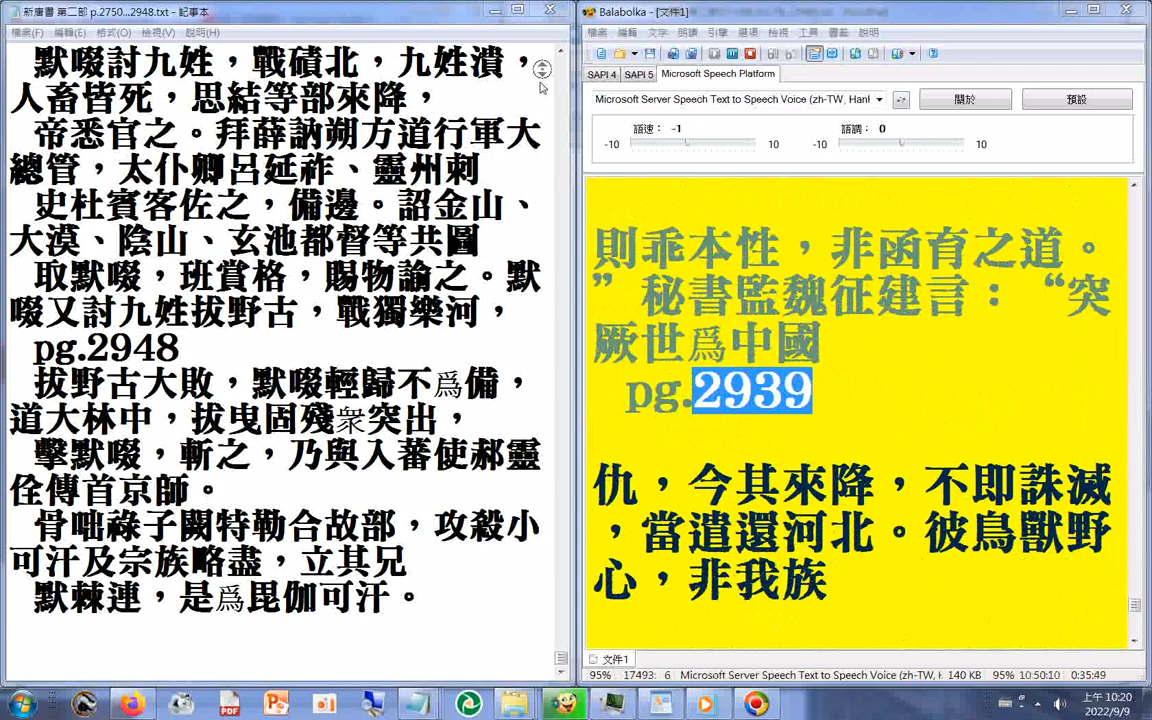 新唐書 第二部 p.2750...2948.txt - 記事本
檔案(F) 編輯(E) 格式(O) 檢視(V) 說明(H)
默啜討九姓，戰磧北，九姓潰，
人畜皆死，思結等部來降，
帝悉官之。拜薛訥朔方道行軍大
總管，太仆卿呂延祚、靈州刺
史杜賓客佐之，備邊。詔金山、
大漠、陰山、玄池都督等共圖
取默啜，班賞格，賜物諭之。默
啜又討九姓拔野古，戰獨樂河，
pg.2948
拔野古大敗，默啜輕歸不爲備，
道大林中，拔曳固殘衆突出，
擊默啜，斬之，乃與入蕃使郝靈
佺傳首京師。
骨咄祿子闕特勒合故部，攻殺小
可汗及宗族略盡，立其兄
默棘連，是爲毘伽可汗。
Balabolka - [文件1]
檔案 編輯 文字 朗讀 引擎 選項 檢視 工具 書籤 說明
SAPI 4 SAPI 5 Microsoft Speech Platform
Microsoft Server Speech Text to Speech Voice (zh-TW, HanH 關於 預設
語速： -1 語調： 0
-10 10 -10 10
則乖本性，非函育之道。
”秘書監魏征建言：“突
厥世爲中國
pg.2939
仇，今其來降，不即誅滅
，當遣還河北。彼鳥獸野
心，非我族
文件1
95% 17493: 6 Microsoft Server Speech Text to Speech Voice (zh-TW, H 140 KB 95% 10:50:10 0:35:49
上午 10:20
2022/9/9